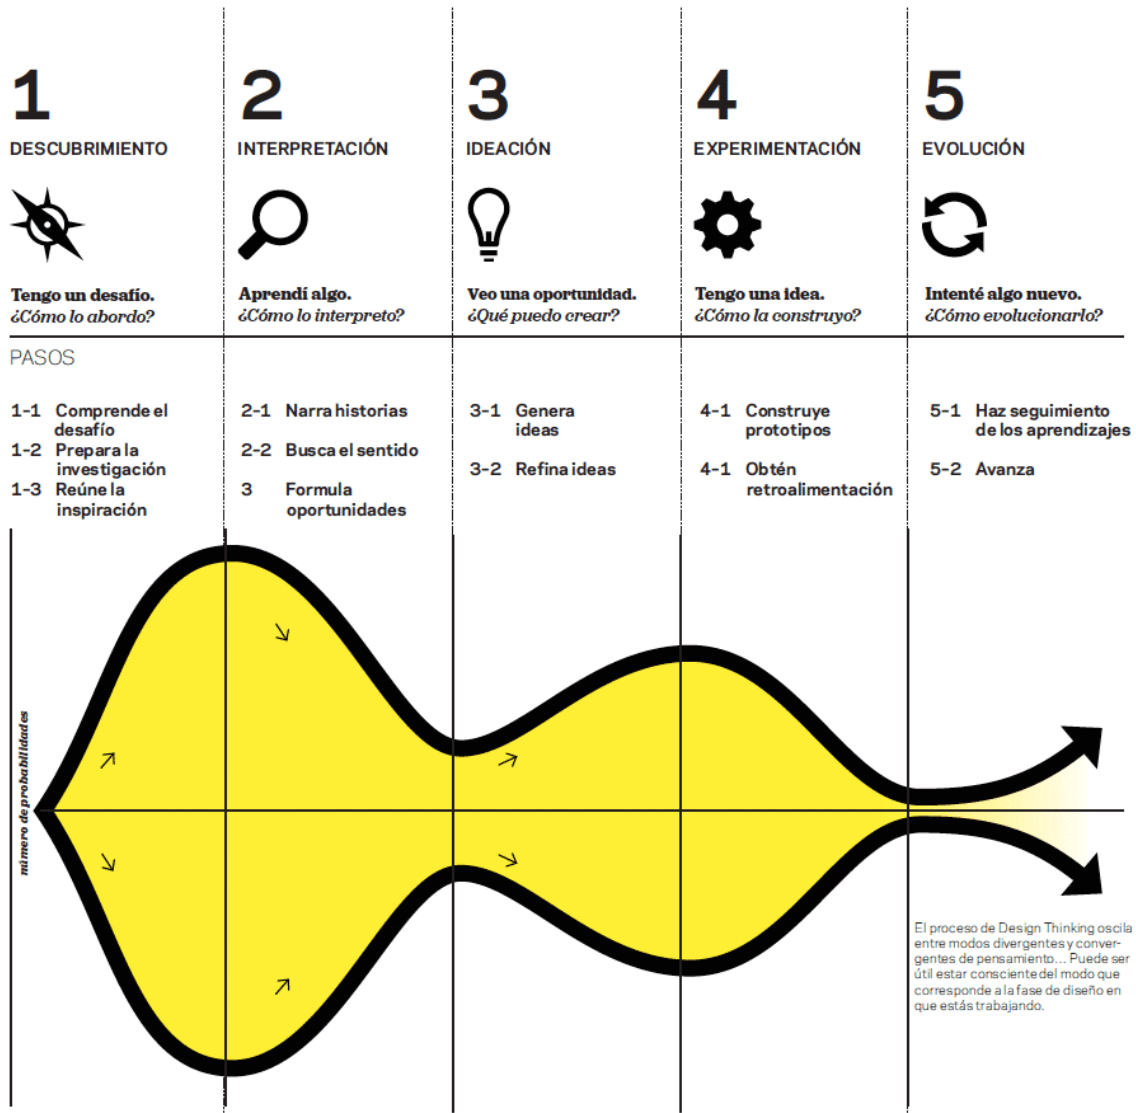 1
DESCUBRIMIENTO
Tengo un desafío.
¿Cómo lo abordo?
2
INTERPRETACIÓN
Aprendí algo.
¿Cómo lo interpreto?
3
IDEACIÓN
Veo una oportunidad.
¿Qué puedo crear?
4
EXPERIMENTACIÓN
Tengo una idea.
¿Cómo la construyo?
5
EVOLUCIÓN
Intenté algo nuevo.
¿Cómo evolucionarlo?
PASOS
1-1 Comprende el
desafío
1-2 Prepara la
investigación
1-3 Reúne la
inspiración
2-1 Narra historias
2-2 Busca el sentido
3 Formula
oportunidades
3-1 Genera
ideas
3-2 Refina ideas
4-1 Construye
prototipos
4-1 Obtén
retroalimentación
5-1 Haz seguimiento
de los aprendizajes
5-2 Avanza
número de probabilidades
El proceso de Design Thinking oscila
entre modos divergentes y conver-
gentes de pensamiento... Puede ser
útil estar consciente del modo que
corresponde a la fase de diseño en
que estás trabajando.